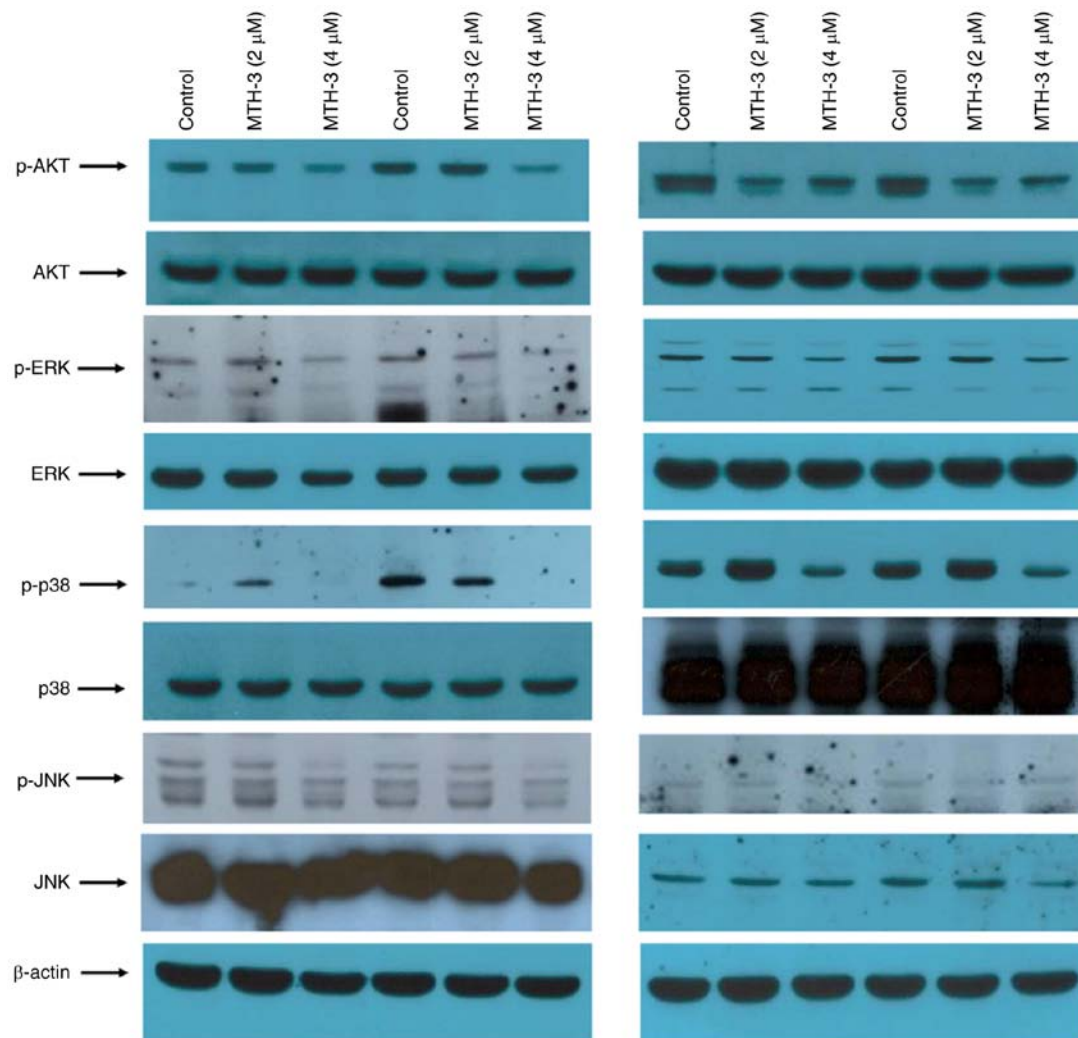 Control
MTH-3 (2 μM)
MTH-3 (4 μM)
Control
MTH-3 (2 μM)
MTH-3 (4 μM)
Control
MTH-3 (2 μM)
MTH-3 (4 μM)
Control
MTH-3 (2 μM)
MTH-3 (4 μM)
p-AKT
AKT
p-ERK
ERK
p-p38
p38
p-JNK
JNK
β-actin